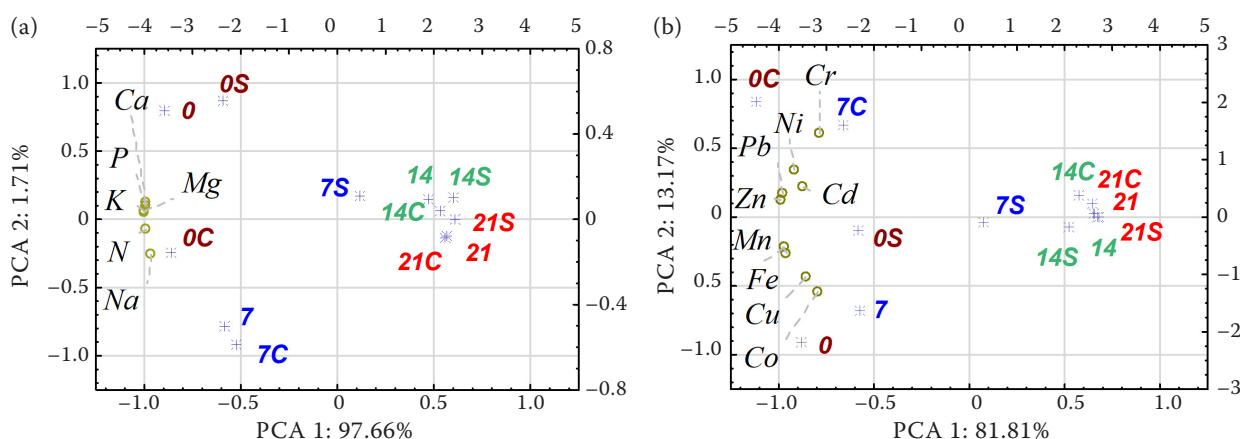 (a)
−5 −4 −3 −2 −1 0 1 2 3 4 5
PCA 2: 1.71%
1.0
0.5
0
−0.5
−1.0
0.8
0.4
0
−0.4
−0.8
Ca
0
0S
P
K
Mg
0C
N
Na
7
7C
7S
14
14S
14C
21S
21C
21
−1.0 −0.5 0 0.5 1.0
PCA 1: 97.66%
(b)
−5 −4 −3 −2 −1 0 1 2 3 4 5
PCA 2: 13.17%
1.0
0.5
0
−0.5
−1.0
3
2
1
0
−1
−2
−3
0C
Cr
7C
Ni
Pb
Cd
Zn
Mn
0S
Fe
Cu
7
Co
0
7S
14C
21C
21
21S
14S
14
−1.0 −0.5 0 0.5 1.0
PCA 1: 81.81%